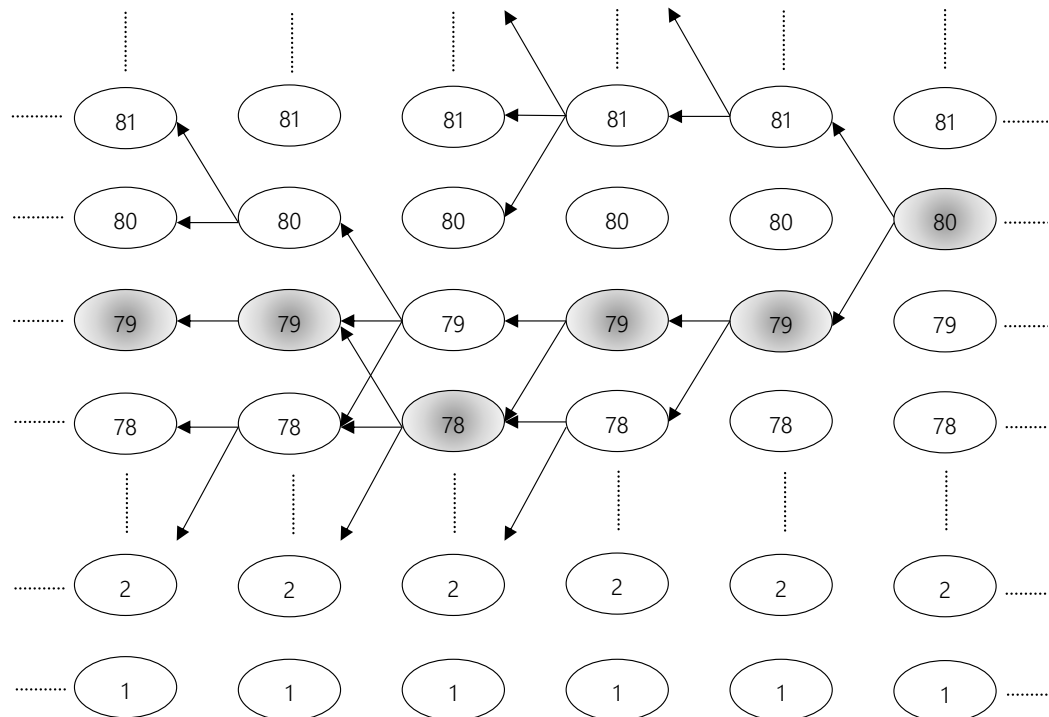 81 81 81 81 81 81
80 80 80 80 80 80
79 79 79 79 79 79
78 78 78 78 78 78
2 2 2 2 2 2
1 1 1 1 1 1